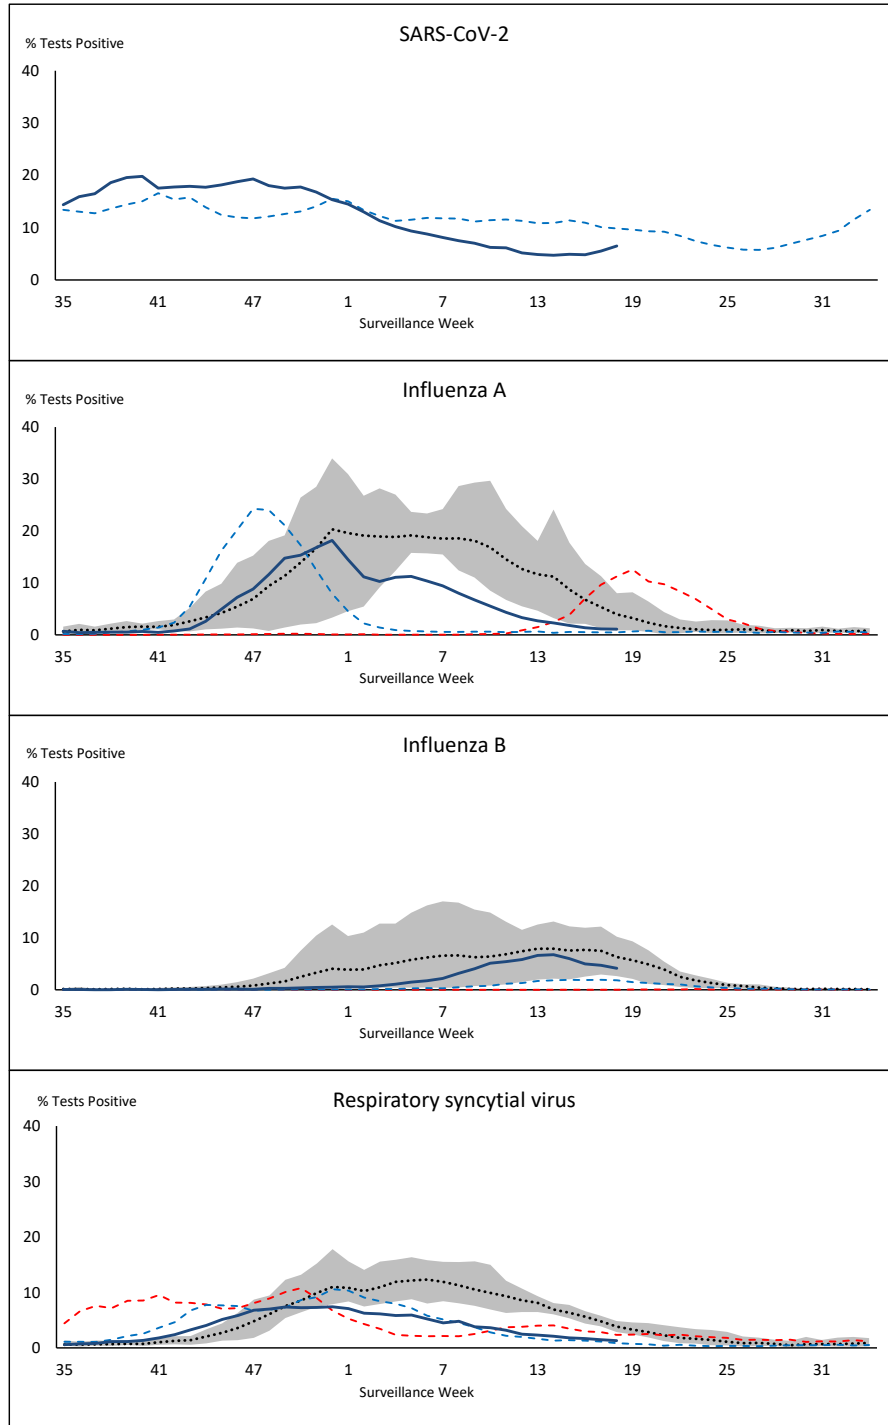 SARS-CoV-2
% Tests Positive
40
30
20
10
0
35 41 47 1 7 13 19 25 31
Surveillance Week
Influenza A
% Tests Positive
40
30
20
10
0
35 41 47 1 7 13 19 25 31
Surveillance Week
Influenza B
% Tests Positive
40
30
20
10
0
35 41 47 1 7 13 19 25 31
Surveillance Week
Respiratory syncytial virus
% Tests Positive
40
30
20
10
0
35 41 47 1 7 13 19 25 31
Surveillance Week